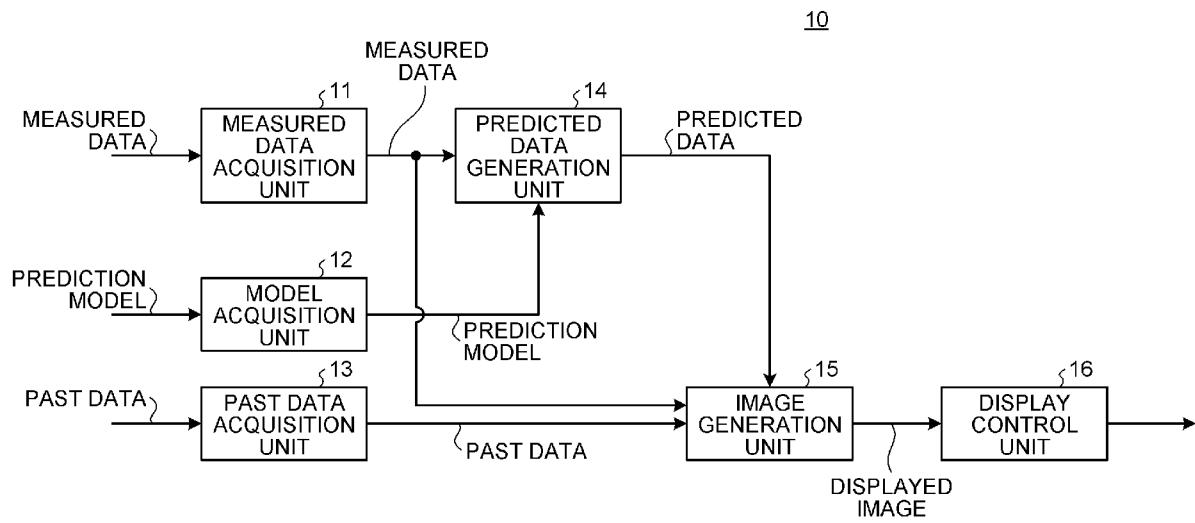 10
MEASURED
DATA
11
14
MEASURED
DATA
MEASURED
DATA
ACQUISITION
UNIT
PREDICTED
DATA
GENERATION
UNIT
PREDICTED
DATA
12
PREDICTION
MODEL
MODEL
ACQUISITION
UNIT
PREDICTION
MODEL
13
15
16
PAST DATA
PAST DATA
ACQUISITION
UNIT
PAST DATA
IMAGE
GENERATION
UNIT
DISPLAY
CONTROL
UNIT
DISPLAYED
IMAGE